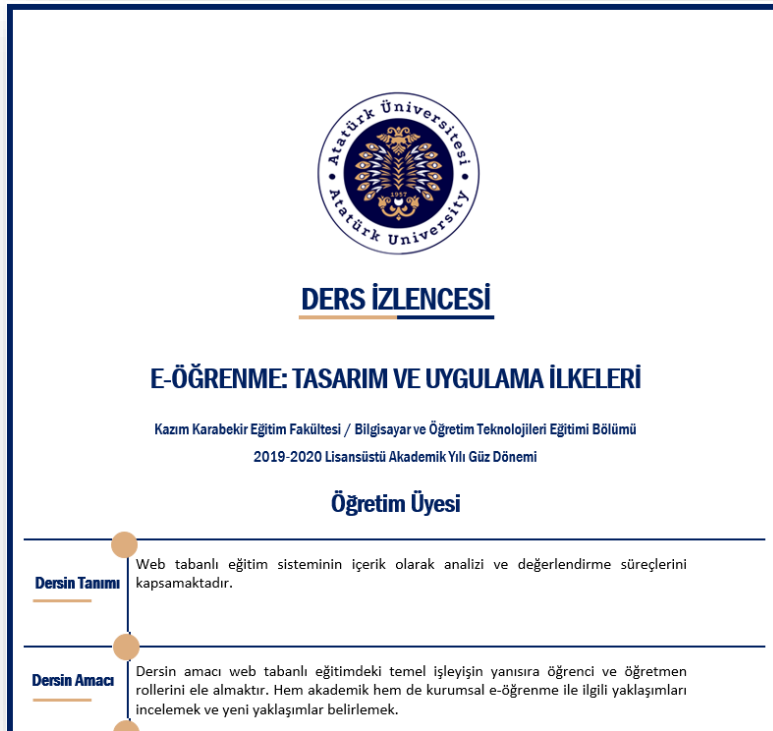 Atatürk Üniversitesi
Atatürk University
1957
DERS İZLENCESİ
E-ÖĞRENME: TASARIM VE UYGULAMA İLKELERİ
Kazım Karabekir Eğitim Fakültesi / Bilgisayar ve Öğretim Teknolojileri Eğitimi Bölümü
2019-2020 Lisansüstü Akademik Yılı Güz Dönemi
Öğretim Üyesi
Dersin Tanımı
Web tabanlı eğitim sisteminin içerik olarak analizi ve değerlendirme süreçlerini
kapsamaktadır.
Dersin Amacı
Dersin amacı web tabanlı eğitimdeki temel işleyişin yanısıra öğrenci ve öğretmen
rollerini ele almaktır. Hem akademik hem de kurumsal e-öğrenme ile ilgili yaklaşımları
incelemek ve yeni yaklaşımlar belirlemek.